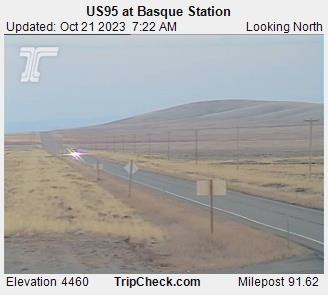 US95 at Basque Station
Updated: Oct 21 2023 7:22 AM Looking North
Elevation 4460 TripCheck.com Milepost 91.62